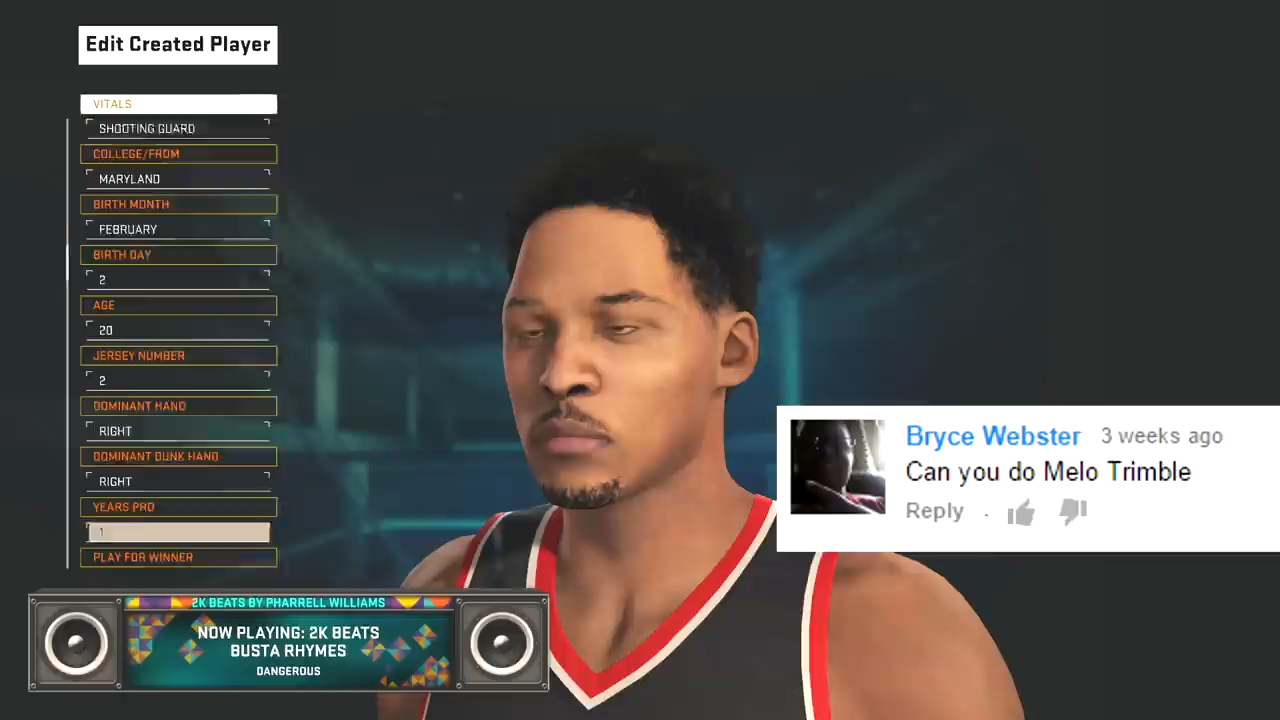 Edit Created Player
VITALS
SHOOTING GUARD
COLLEGE/FROM
MARYLAND
BIRTH MONTH
FEBRUARY
BIRTH DAY
2
AGE
20
JERSEY NUMBER
2
DOMINANT HAND
RIGHT
DOMINANT DUNK HAND
RIGHT
YEARS PRO
1
PLAY FOR WINNER
Bryce Webster 3 weeks ago
Can you do Melo Trimble
Reply .
2K BEATS BY PHARRELL WILLIAMS
NOW PLAYING: 2K BEATS
BUSTA RHYMES
DANGEROUS